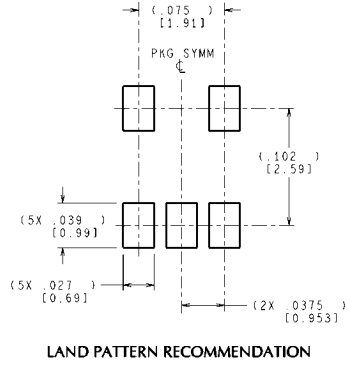 (.075 )
[1.91]
PKG SYMM
℄
(.102 )
[2.59]
(5X .039 )
[0.99]
(5X .027 )
[0.69]
(2X .0375 )
[0.953]
LAND PATTERN RECOMMENDATION